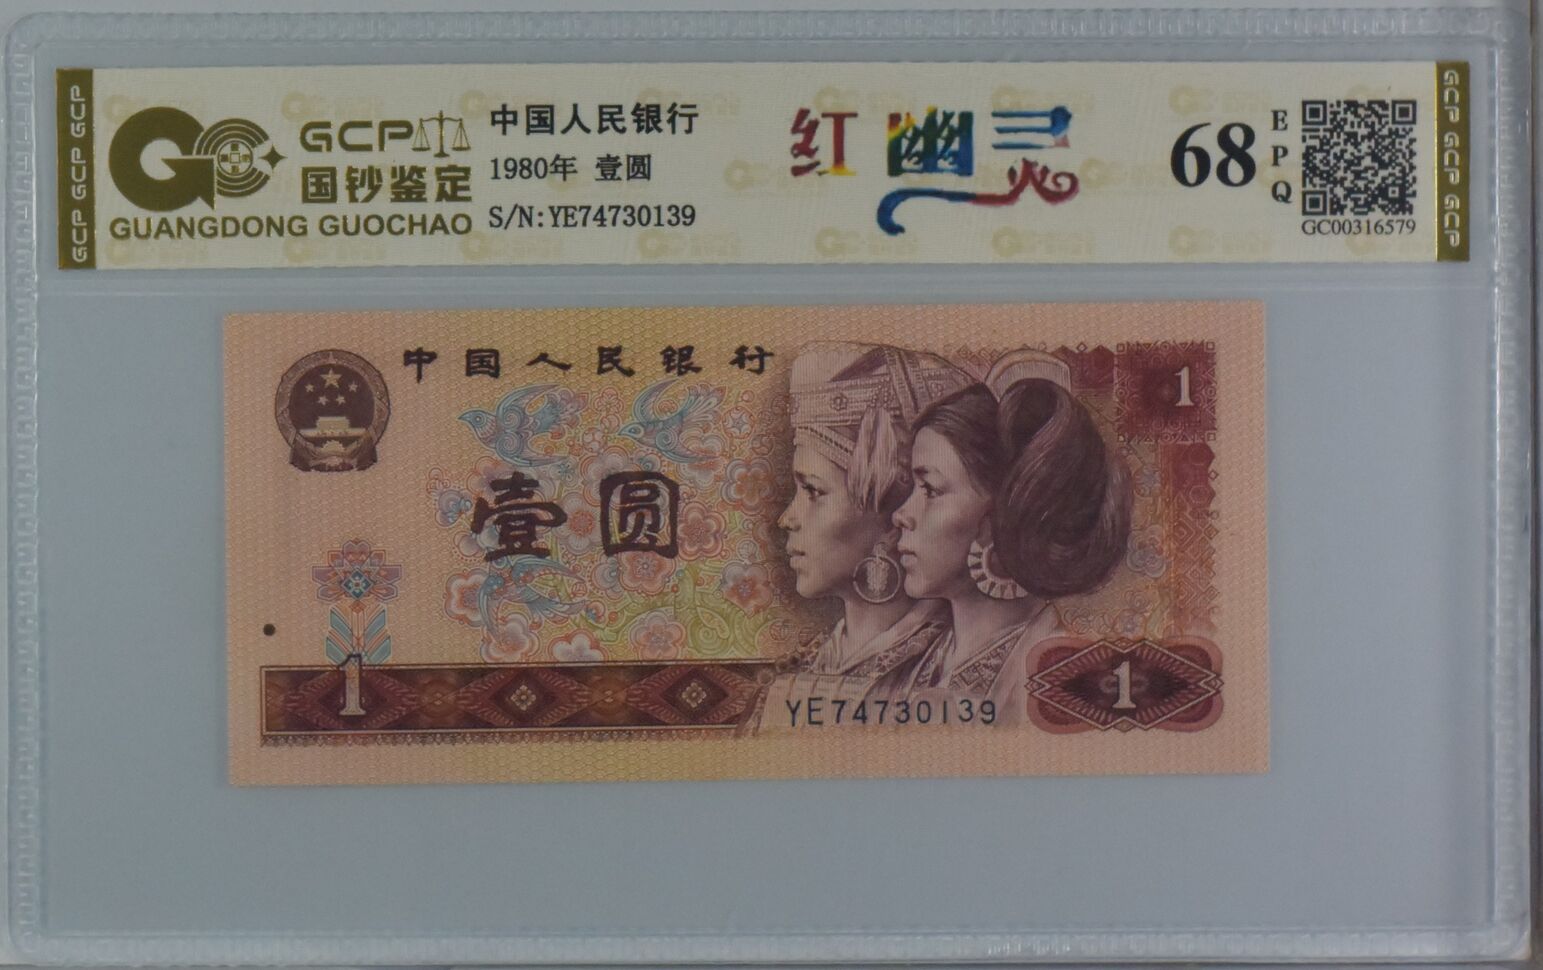 GCP GCP GCP
GCP
国钞鉴定
GUANGDONG GUOCHAO
中国人民银行
1980年 壹圆
S/N:YE74730139
红幽灵
68
EPQ
GC00316579
GCP GCP GCP
中国人民银行
1
壹圆
1
YE74730139
1